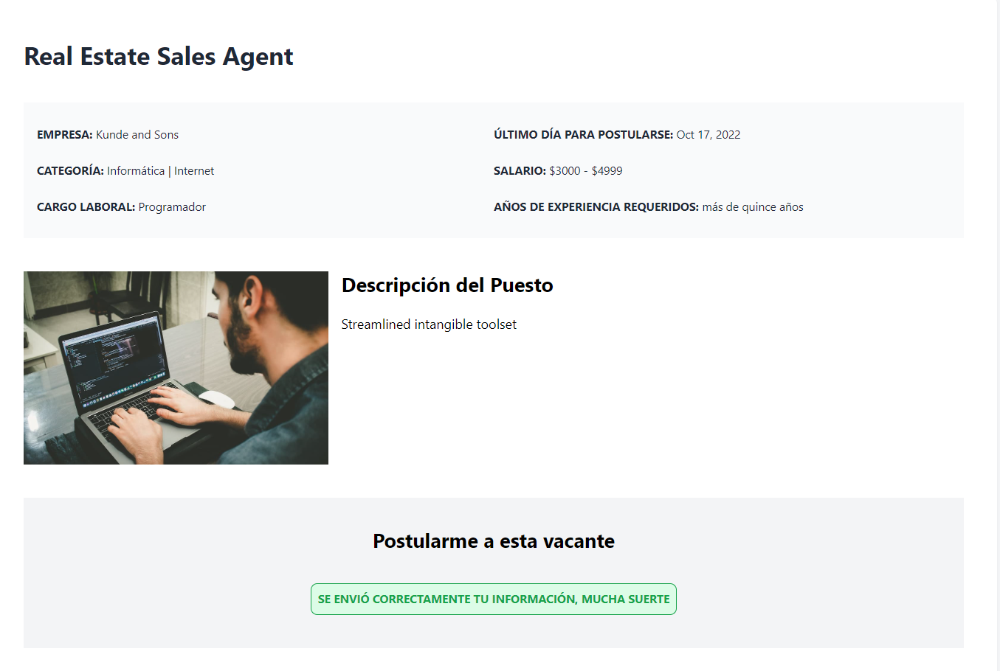 Real Estate Sales Agent
EMPRESA: Kunde and Sons
ÚLTIMO DÍA PARA POSTULARSE: Oct 17, 2022
CATEGORÍA: Informática | Internet
SALARIO: $3000 - $4999
CARGO LABORAL: Programador
AÑOS DE EXPERIENCIA REQUERIDOS: más de quince años
Descripción del Puesto
Streamlined intangible toolset
Postularme a esta vacante
SE ENVIÓ CORRECTAMENTE TU INFORMACIÓN, MUCHA SUERTE